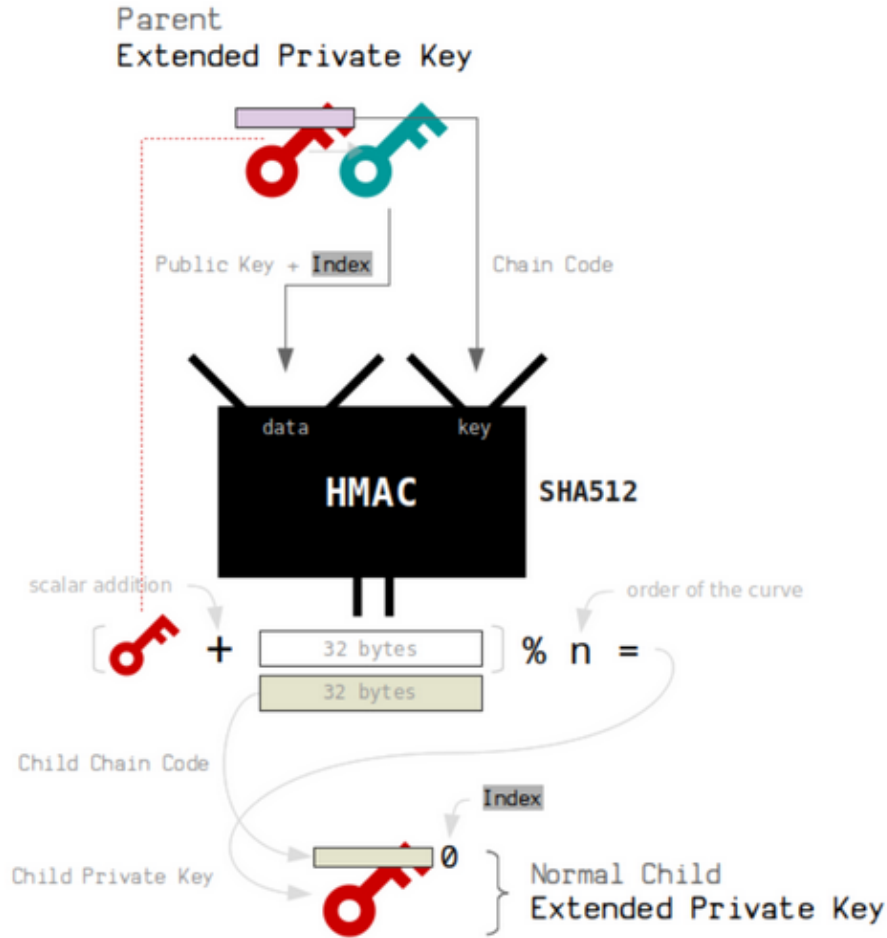 Parent
Extended Private Key
Public Key + Index
Chain Code
data
key
HMAC
SHA512
scalar addition
order of the curve
+ 32 bytes % n =
32 bytes
Child Chain Code
Index
0
Child Private Key
Normal Child
Extended Private Key